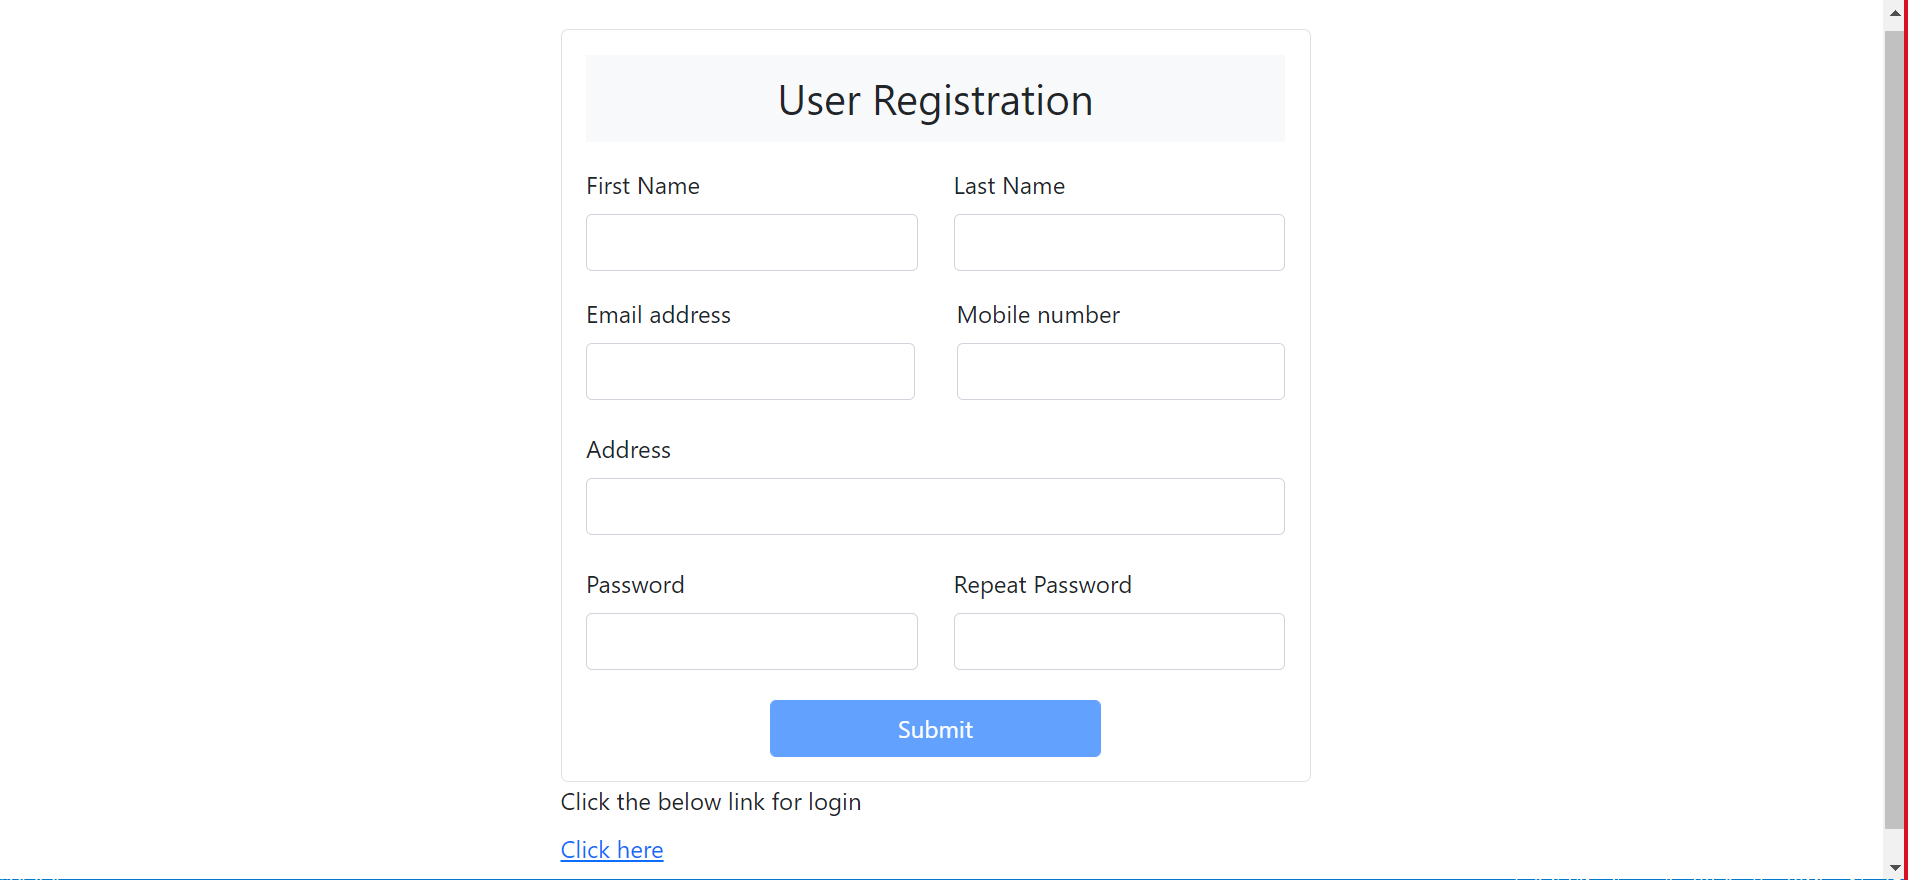 User Registration
First Name Last Name
Email address Mobile number
Address
Password Repeat Password
Submit
Click the below link for login
Click here